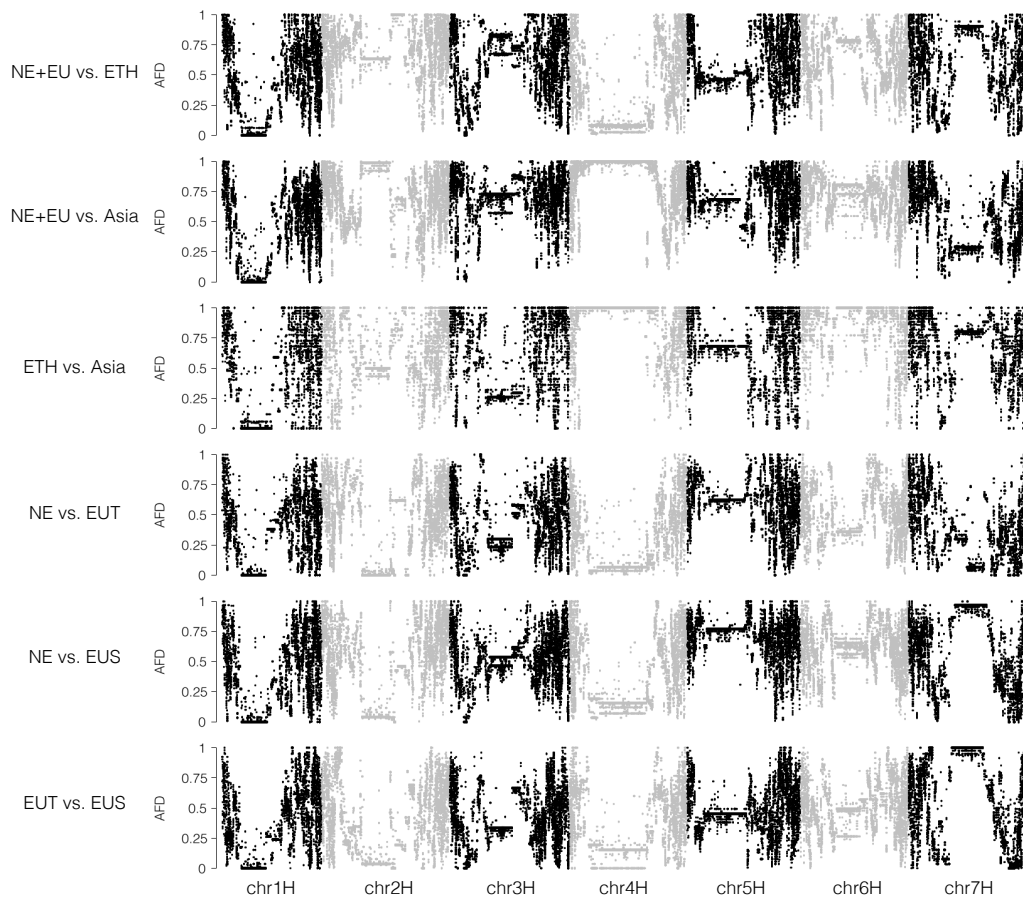 NE+EU vs. ETH
AFD
1
0.75
0.5
0.25
0
NE+EU vs. Asia
AFD
1
0.75
0.5
0.25
0
ETH vs. Asia
AFD
1
0.75
0.5
0.25
0
NE vs. EUT
AFD
1
0.75
0.5
0.25
0
NE vs. EUS
AFD
1
0.75
0.5
0.25
0
EUT vs. EUS
AFD
1
0.75
0.5
0.25
0
chr1H chr2H chr3H chr4H chr5H chr6H chr7H